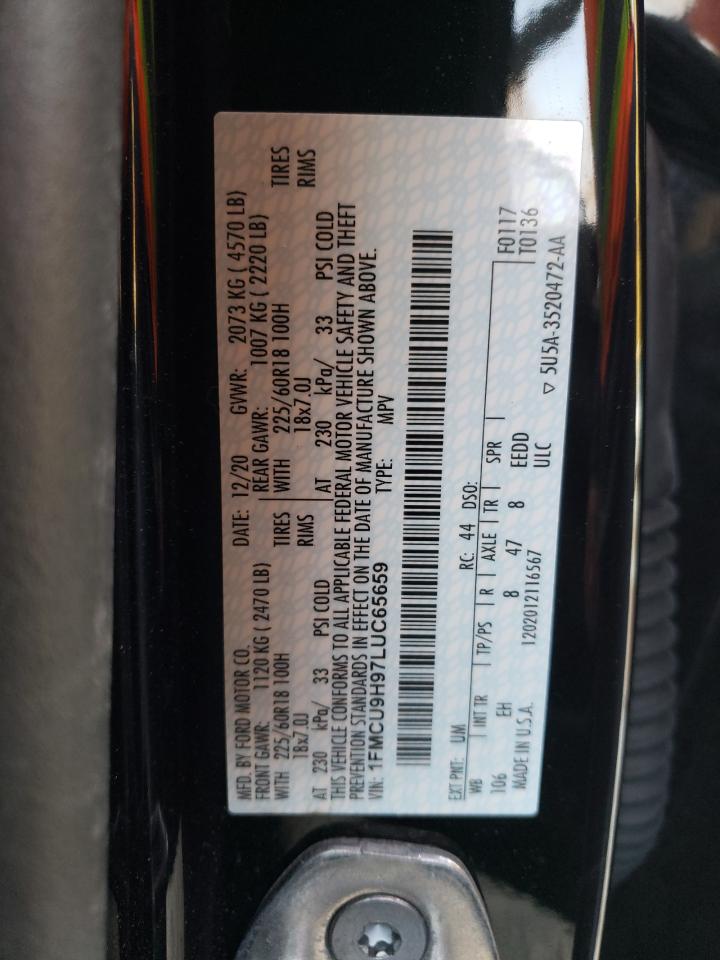 MFD. BY FORD MOTOR CO. DATE: 12/20 GVWR: 2073 KG ( 4570 LB)
FRONT GAWR: 1120 KG ( 2470 LB) REAR GAWR: 1007 KG ( 2220 LB)
WITH 225/60R18 100H TIRES WITH 225/60R18 100H TIRES
18x7.0J RIMS 18x7.0J RIMS
AT 230 kPa/ 33 PSI COLD AT 230 kPa/ 33 PSI COLD
THIS VEHICLE CONFORMS TO ALL APPLICABLE FEDERAL MOTOR VEHICLE SAFETY AND THEFT
PREVENTION STANDARDS IN EFFECT ON THE DATE OF MANUFACTURE SHOWN ABOVE.
VIN: 1FMCU9H97LUC65659 TYPE: MPV
EXT PNT: UM RC: 44 DSO:
WB INT TR TP/PS R AXLE TR SPR
106 EH 8 47 8 EEDD F0117
MADE IN U.S.A. 1202012116567 ULC T0136
▽ 5U5A-3520472-AA